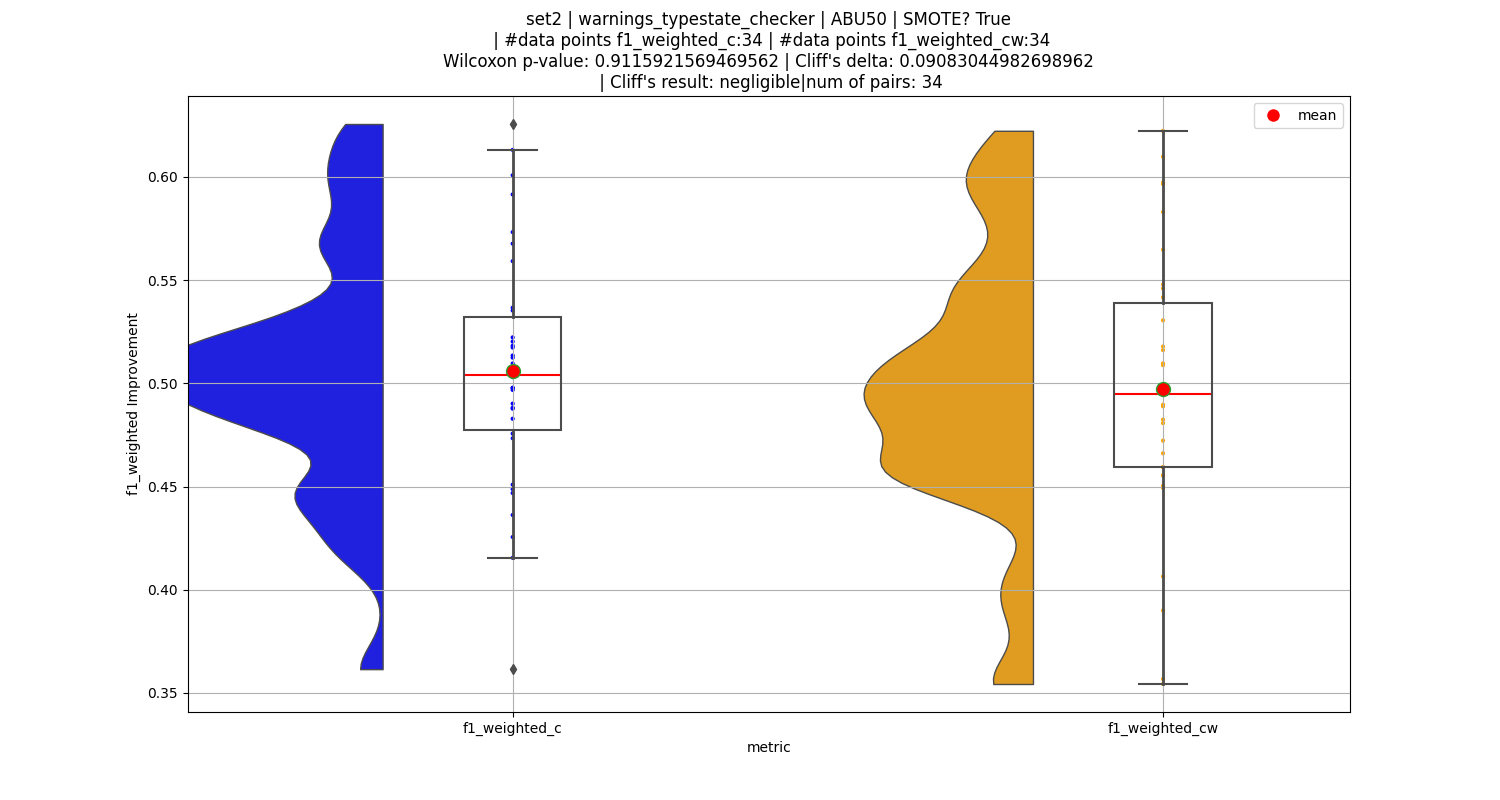 set2 | warnings_typestate_checker | ABU50 | SMOTE? True
| #data points f1_weighted_c:34 | #data points f1_weighted_cw:34
Wilcoxon p-value: 0.9115921569469562 | Cliff's delta: 0.09083044982698962
| Cliff's result: negligible|num of pairs: 34
mean
0.60
0.55
0.50
0.45
0.40
0.35
f1_weighted Improvement
f1_weighted_c
f1_weighted_cw
metric